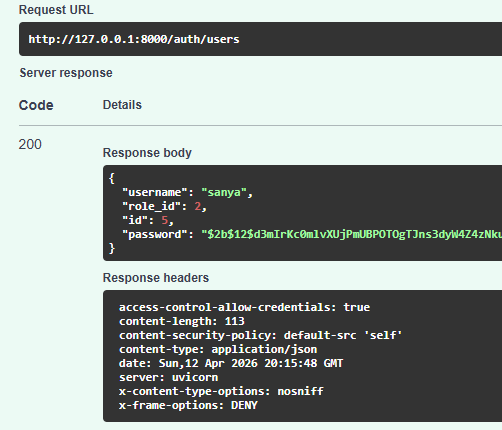 Request URL
http://127.0.0.1:8000/auth/users
Server response
Code Details
200
Response body
{
"username": "sanya",
"role_id": 2,
"id": 5,
"password": "$2b$12$d3mIrKc0mlvXUjPmUBPOTOgTJns3dyW4Z4zNku
}
Response headers
access-control-allow-credentials: true
content-length: 113
content-security-policy: default-src 'self'
content-type: application/json
date: Sun,12 Apr 2026 20:15:48 GMT
server: uvicorn
x-content-type-options: nosniff
x-frame-options: DENY